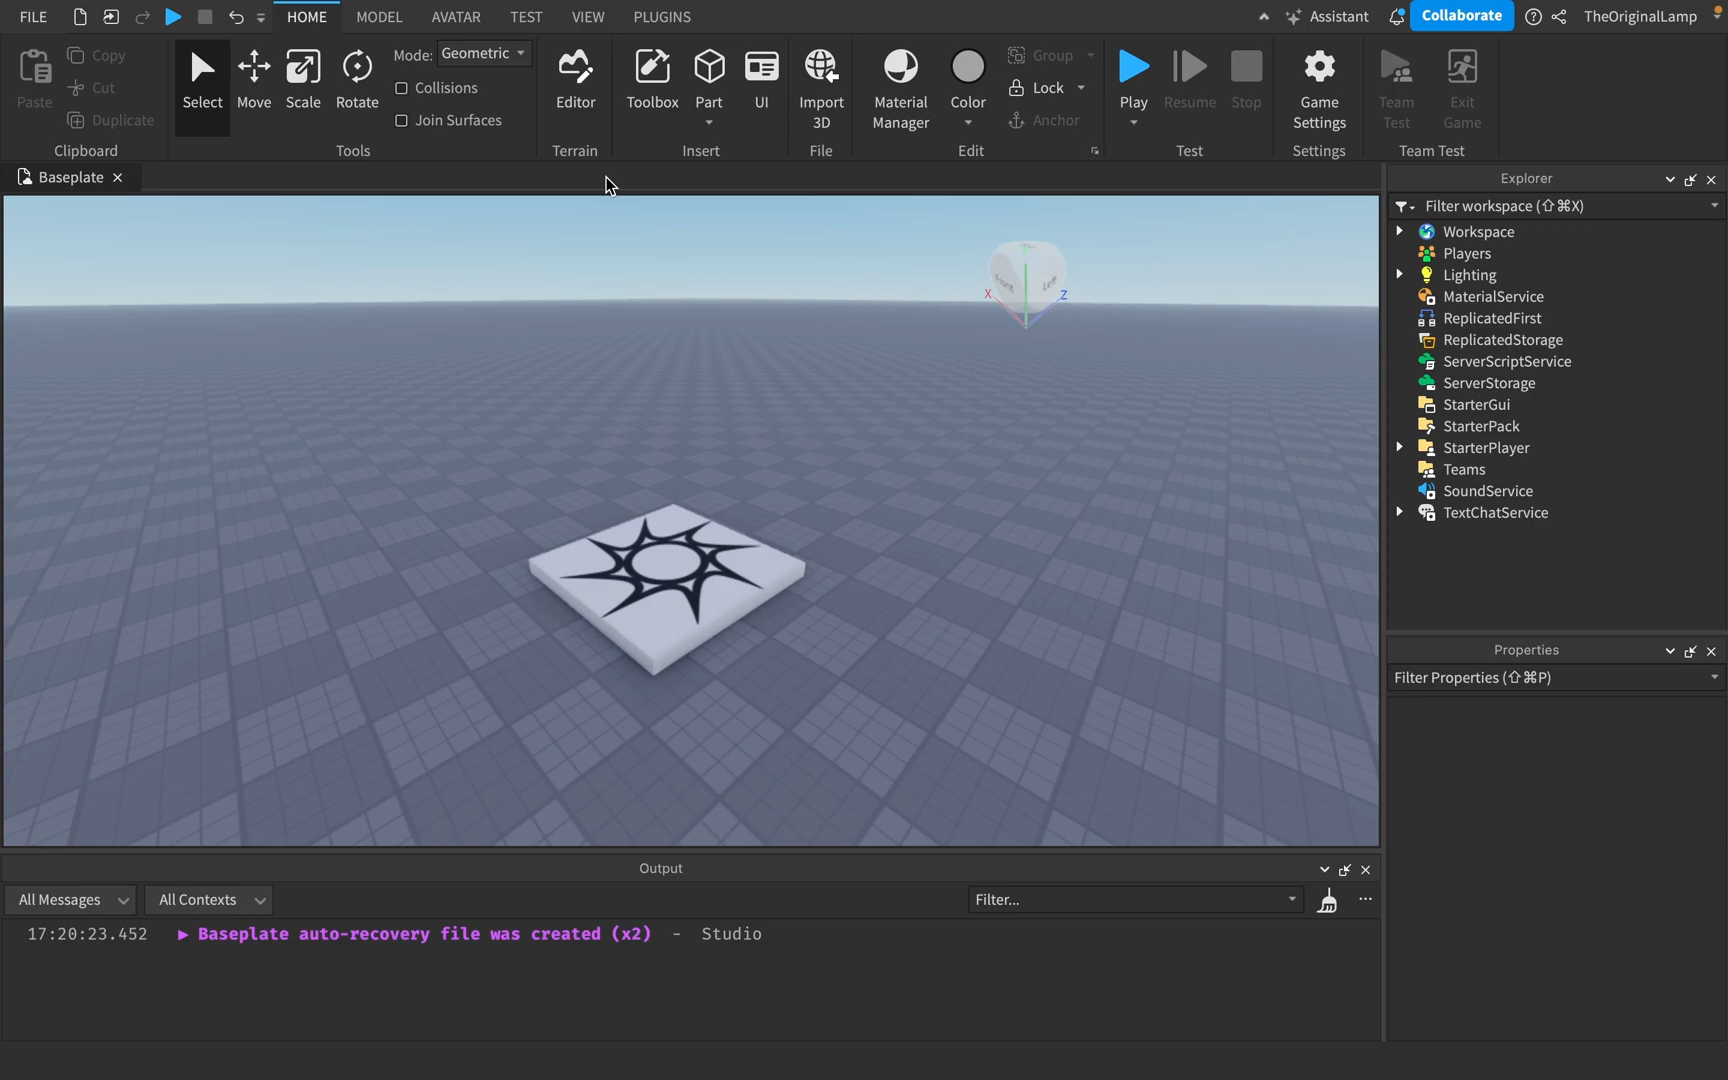 FILE HOME MODEL AVATAR TEST VIEW PLUGINS Assistant Collaborate TheOriginalLamp
Paste Copy Cut Duplicate Clipboard
Select Move Scale Rotate Mode: Geometric Collisions Join Surfaces Tools
Editor Terrain
Toolbox Part UI Insert
Import 3D File
Material Manager Color Group Lock Anchor Edit
Play Resume Stop Test
Game Settings Settings
Team Test Exit Game Team Test
Baseplate
Front Left
X Z
Explorer
Filter workspace (⇧⌘X)
Workspace
Players
Lighting
MaterialService
ReplicatedFirst
ReplicatedStorage
ServerScriptService
ServerStorage
StarterGui
StarterPack
StarterPlayer
Teams
SoundService
TextChatService
Properties
Filter Properties (⇧⌘P)
Output
All Messages All Contexts Filter...
17:20:23.452 Baseplate auto-recovery file was created (x2) - Studio